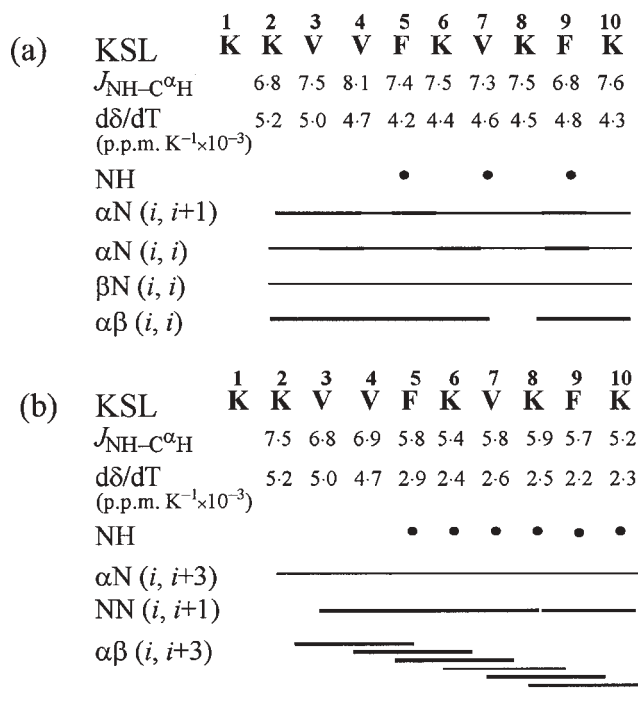 1 2 3 4 5 6 7 8 9 10
(a) KSL K K V V F K V K F K
J NH–CαH 6·8 7·5 8·1 7·4 7·5 7·3 7·5 6·8 7·6
dδ/dT 5·2 5·0 4·7 4·2 4·4 4·6 4·5 4·8 4·3
(p.p.m. K⁻¹×10⁻³)
NH • • •
αN (i, i+1)
αN (i, i)
βN (i, i)
αβ (i, i)
1 2 3 4 5 6 7 8 9 10
(b) KSL K K V V F K V K F K
J NH–CαH 7·5 6·8 6·9 5·8 5·4 5·8 5·9 5·7 5·2
dδ/dT 5·2 5·0 4·7 2·9 2·4 2·6 2·5 2·2 2·3
(p.p.m. K⁻¹×10⁻³)
NH • • • • • •
αN (i, i+3)
NN (i, i+1)
αβ (i, i+3)